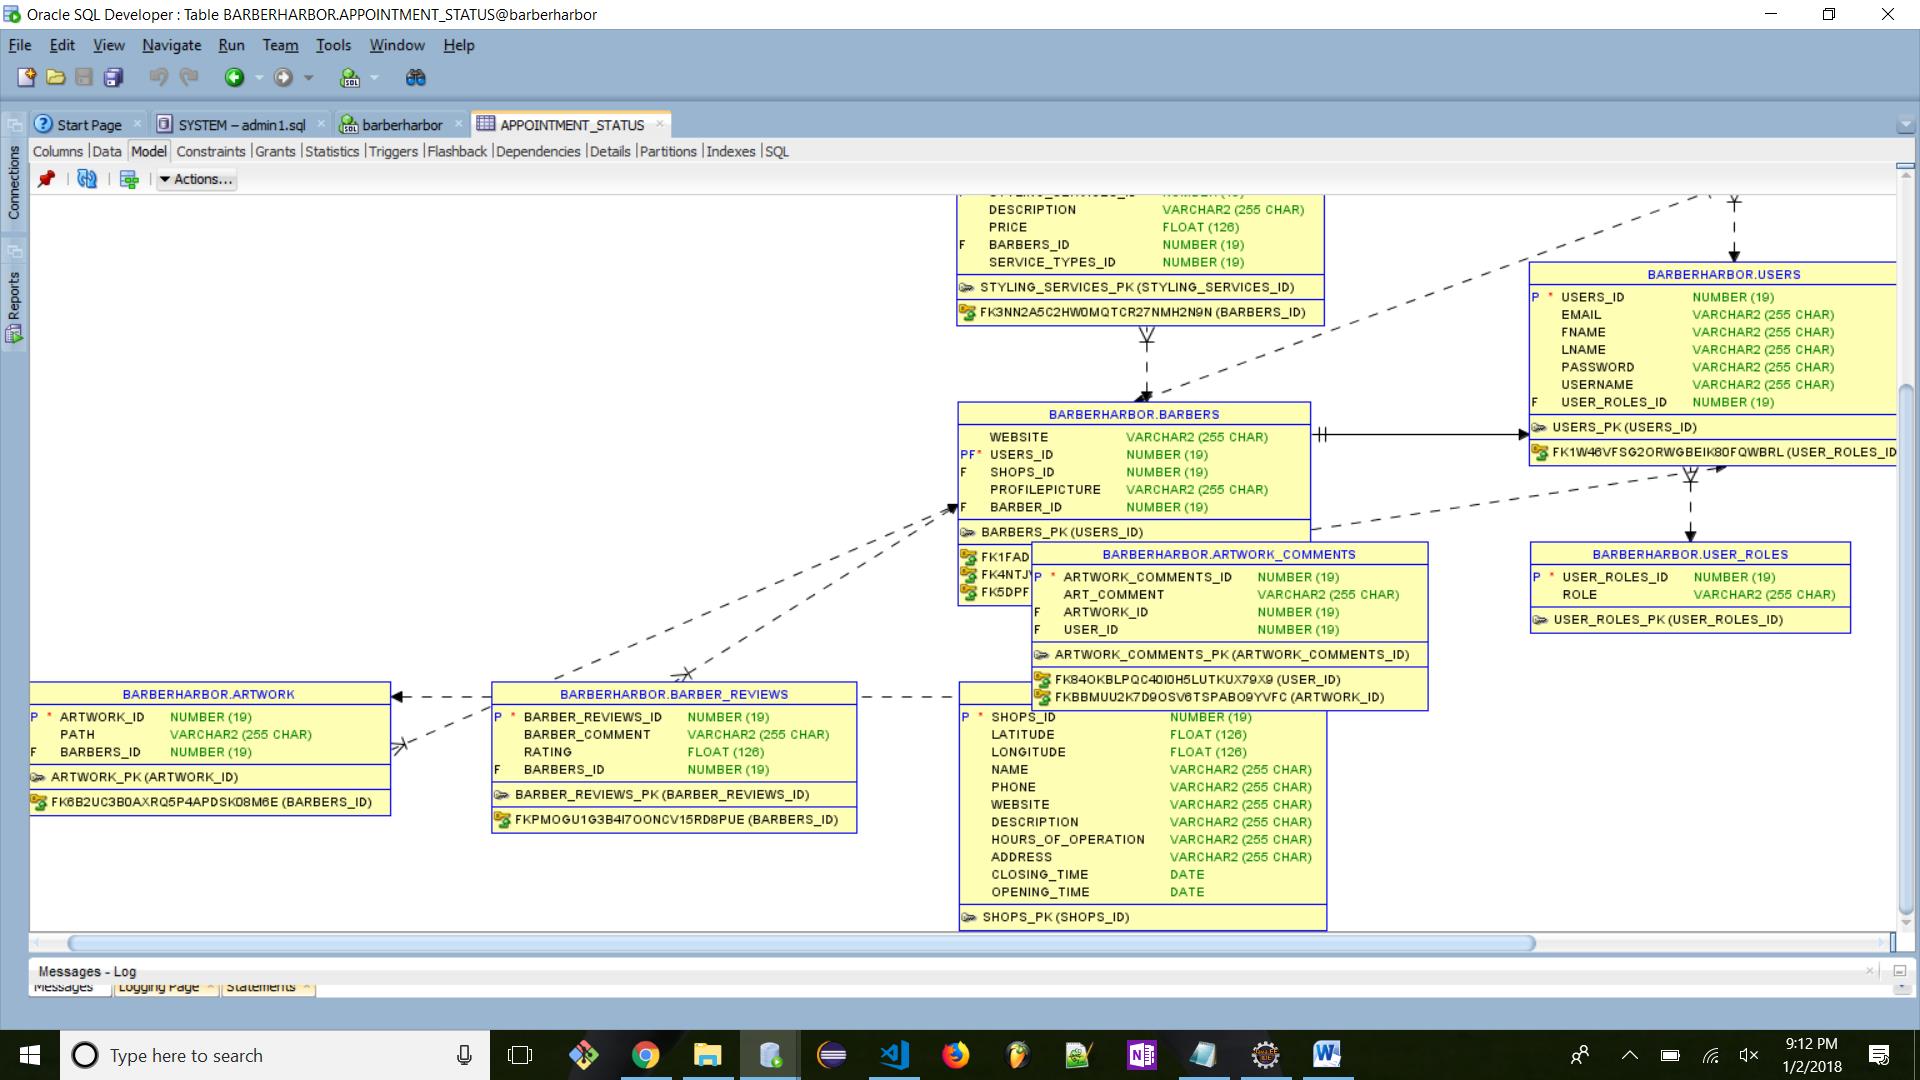 Oracle SQL Developer : Table BARBERHARBOR.APPOINTMENT_STATUS@barberharbor
File Edit View Navigate Run Team Tools Window Help
Start Page SYSTEM ~ admin1.sql barberharbor APPOINTMENT_STATUS
Columns Data Model Constraints Grants Statistics Triggers Flashback Dependencies Details Partitions Indexes SQL
Actions...
Connections
Reports
DESCRIPTION VARCHAR2 (255 CHAR)
PRICE FLOAT (126)
F BARBERS_ID NUMBER (19)
SERVICE_TYPES_ID NUMBER (19)
STYLING_SERVICES_PK (STYLING_SERVICES_ID)
FK3NN2A5C2HW0MQTCR27NMH2N9N (BARBERS_ID)
BARBERHARBOR.USERS
P * USERS_ID NUMBER (19)
EMAIL VARCHAR2 (255 CHAR)
FNAME VARCHAR2 (255 CHAR)
LNAME VARCHAR2 (255 CHAR)
PASSWORD VARCHAR2 (255 CHAR)
USERNAME VARCHAR2 (255 CHAR)
F USER_ROLES_ID NUMBER (19)
USERS_PK (USERS_ID)
FK1W46VFSG2ORWGBEIK80FQWBRL (USER_ROLES_ID
BARBERHARBOR.BARBERS
WEBSITE VARCHAR2 (255 CHAR)
PF* USERS_ID NUMBER (19)
F SHOPS_ID NUMBER (19)
PROFILEPICTURE VARCHAR2 (255 CHAR)
F BARBER_ID NUMBER (19)
BARBERS_PK (USERS_ID)
FK1FAD
FK4NTJV
FK5DPF
BARBERHARBOR.ARTWORK_COMMENTS
P * ARTWORK_COMMENTS_ID NUMBER (19)
ART_COMMENT VARCHAR2 (255 CHAR)
F ARTWORK_ID NUMBER (19)
F USER_ID NUMBER (19)
ARTWORK_COMMENTS_PK (ARTWORK_COMMENTS_ID)
FK84OKBLPQC40I0H5LUTKUX79X9 (USER_ID)
FKBBMUU2K7D9OSV6TSPABO9YVFC (ARTWORK_ID)
BARBERHARBOR.USER_ROLES
P * USER_ROLES_ID NUMBER (19)
ROLE VARCHAR2 (255 CHAR)
USER_ROLES_PK (USER_ROLES_ID)
BARBERHARBOR.ARTWORK
P * ARTWORK_ID NUMBER (19)
PATH VARCHAR2 (255 CHAR)
F BARBERS_ID NUMBER (19)
ARTWORK_PK (ARTWORK_ID)
FK6B2UC3B0AXRQ5P4APDSK08M6E (BARBERS_ID)
BARBERHARBOR.BARBER_REVIEWS
P * BARBER_REVIEWS_ID NUMBER (19)
BARBER_COMMENT VARCHAR2 (255 CHAR)
RATING FLOAT (126)
F BARBERS_ID NUMBER (19)
BARBER_REVIEWS_PK (BARBER_REVIEWS_ID)
FKPMOGU1G3B4I7OONCV15RD8PUE (BARBERS_ID)
P * SHOPS_ID NUMBER (19)
LATITUDE FLOAT (126)
LONGITUDE FLOAT (126)
NAME VARCHAR2 (255 CHAR)
PHONE VARCHAR2 (255 CHAR)
WEBSITE VARCHAR2 (255 CHAR)
DESCRIPTION VARCHAR2 (255 CHAR)
HOURS_OF_OPERATION VARCHAR2 (255 CHAR)
ADDRESS VARCHAR2 (255 CHAR)
CLOSING_TIME DATE
OPENING_TIME DATE
SHOPS_PK (SHOPS_ID)
Messages - Log
Messages Logging Page Statements
Type here to search
9:12 PM
1/2/2018